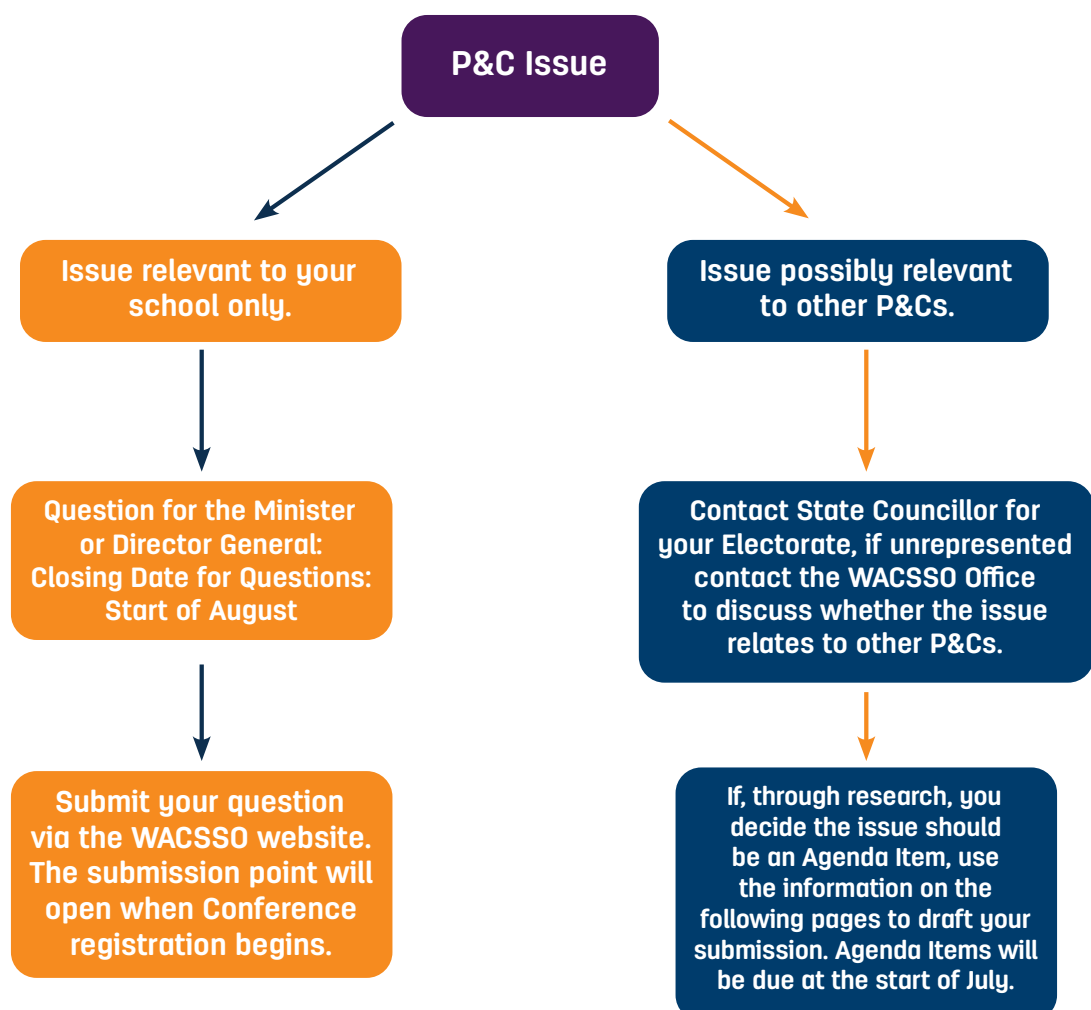 P&C Issue
Issue relevant to your
school only.
Issue possibly relevant
to other P&Cs.
Question for the Minister
or Director General:
Closing Date for Questions:
Start of August
Contact State Councillor for
your Electorate, if unrepresented
contact the WACSSO Office
to discuss whether the issue
relates to other P&Cs.
Submit your question
via the WACSSO website.
The submission point will
open when Conference
registration begins.
If, through research, you
decide the issue should
be an Agenda Item, use
the information on the
following pages to draft your
submission. Agenda Items will
be due at the start of July.